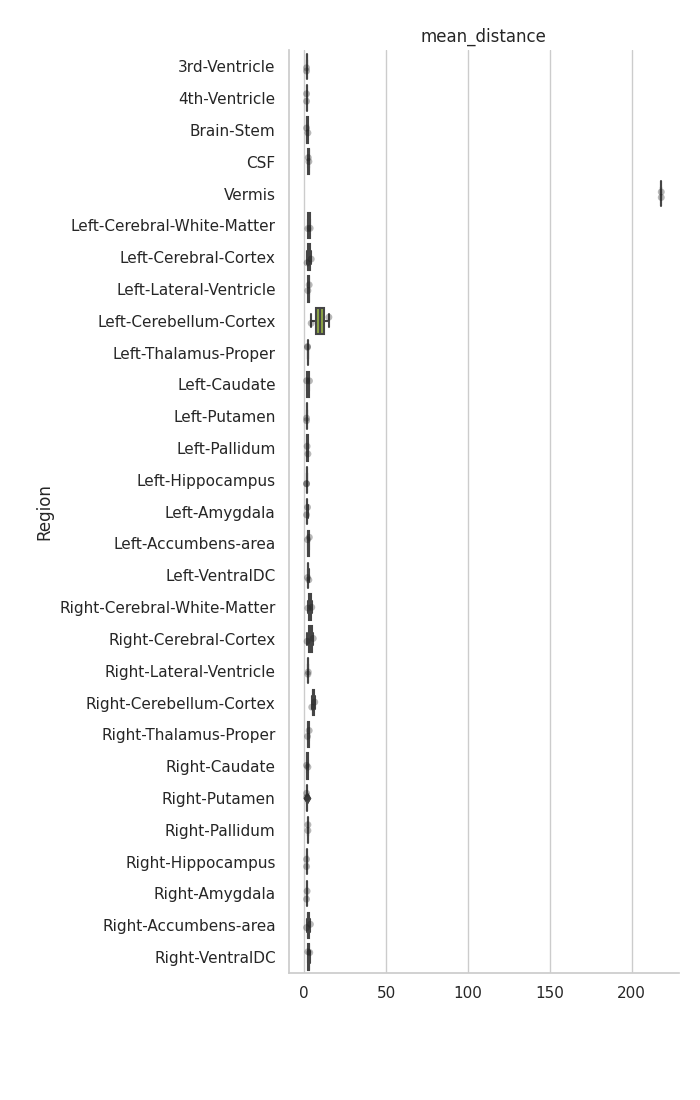 mean_distance
3rd-Ventricle
4th-Ventricle
Brain-Stem
CSF
Vermis
Left-Cerebral-White-Matter
Left-Cerebral-Cortex
Left-Lateral-Ventricle
Left-Cerebellum-Cortex
Left-Thalamus-Proper
Left-Caudate
Left-Putamen
Left-Pallidum
Left-Hippocampus
Region
Left-Amygdala
Left-Accumbens-area
Left-VentralDC
Right-Cerebral-White-Matter
Right-Cerebral-Cortex
Right-Lateral-Ventricle
Right-Cerebellum-Cortex
Right-Thalamus-Proper
Right-Caudate
Right-Putamen
Right-Pallidum
Right-Hippocampus
Right-Amygdala
Right-Accumbens-area
Right-VentralDC
0 50 100 150 200